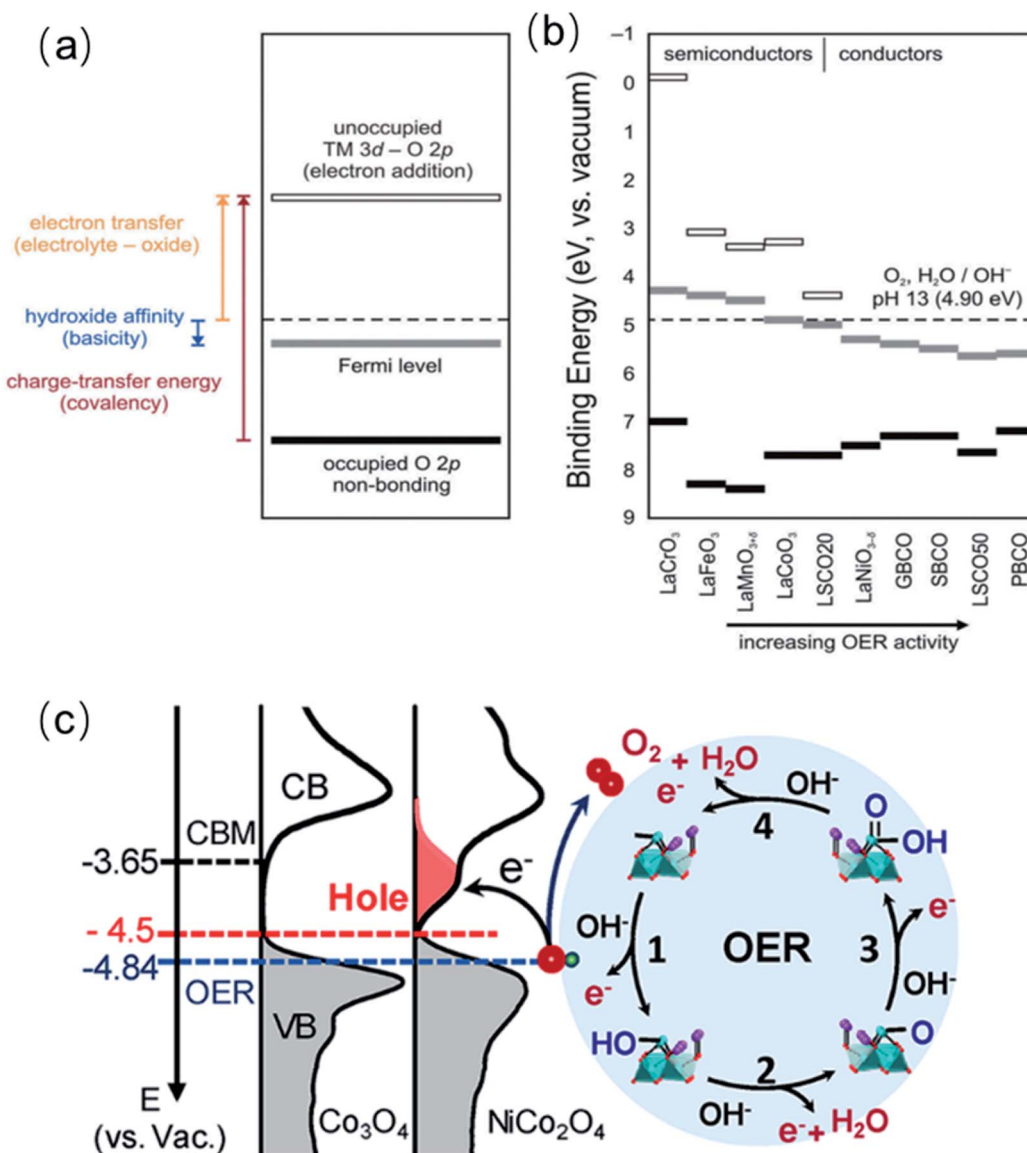 (a)
unoccupied
TM 3d – O 2p
(electron addition)
electron transfer
(electrolyte – oxide)
hydroxide affinity
(basicity)
Fermi level
charge-transfer energy
(covalency)
occupied O 2p
non-bonding
(b)
semiconductors | conductors
Binding Energy (eV, vs. vacuum)
–1
0
1
2
3
4
5
6
7
8
9
O₂, H₂O / OH⁻
pH 13 (4.90 eV)
LaCrO₃
LaFeO₃
LaMnO₃₊δ
LaCoO₃
LSCO20
LaNiO₃₋δ
GBCO
SBCO
LSCO50
PBCO
increasing OER activity
(c)
CB
CBM
-3.65
Hole
- 4.5
-4.84
OER
VB
E
(vs. Vac.)
Co₃O₄
NiCo₂O₄
e⁻
O₂ + H₂O
e⁻
OH⁻
4
O
OH
OH⁻
1
e⁻
OER
3
e⁻
OH⁻
HO
2
O
OH⁻
e⁻+ H₂O